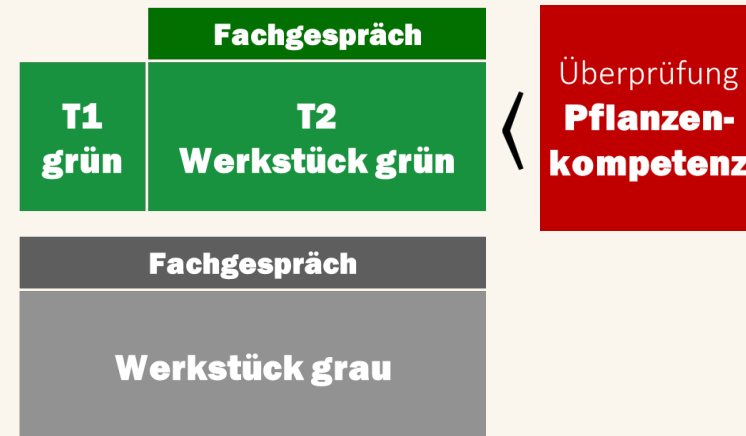 Fachgespräch
T1
grün
T2
Werkstück grün
Überprüfung
Pflanzen-
kompetenz
Fachgespräch
Werkstück grau